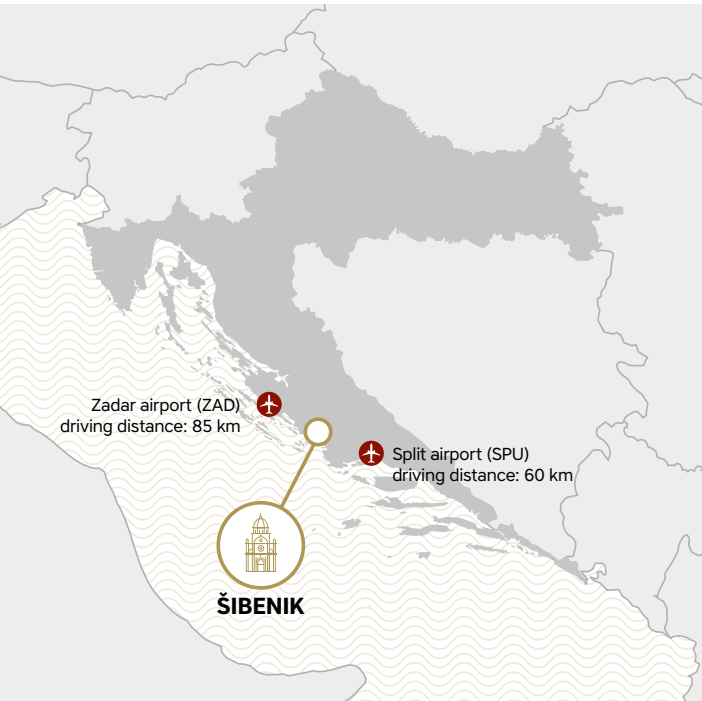 Zadar airport (ZAD)
driving distance: 85 km
Split airport (SPU)
driving distance: 60 km
ŠIBENIK